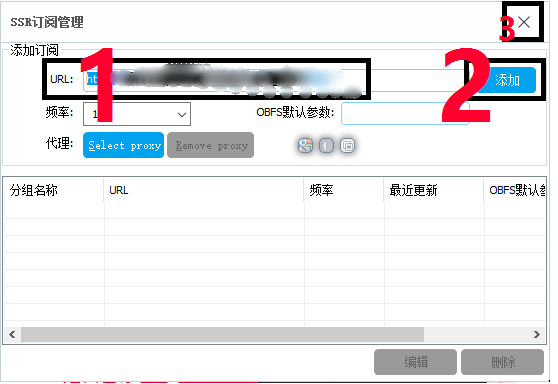 SSR订阅管理
3
添加订阅
URL:
1
2
添加
频率:
1
OBFS默认参数:
代理:
Select proxy
Remove proxy
分组名称 URL 频率 最近更新 OBFS默认参
编辑
删除